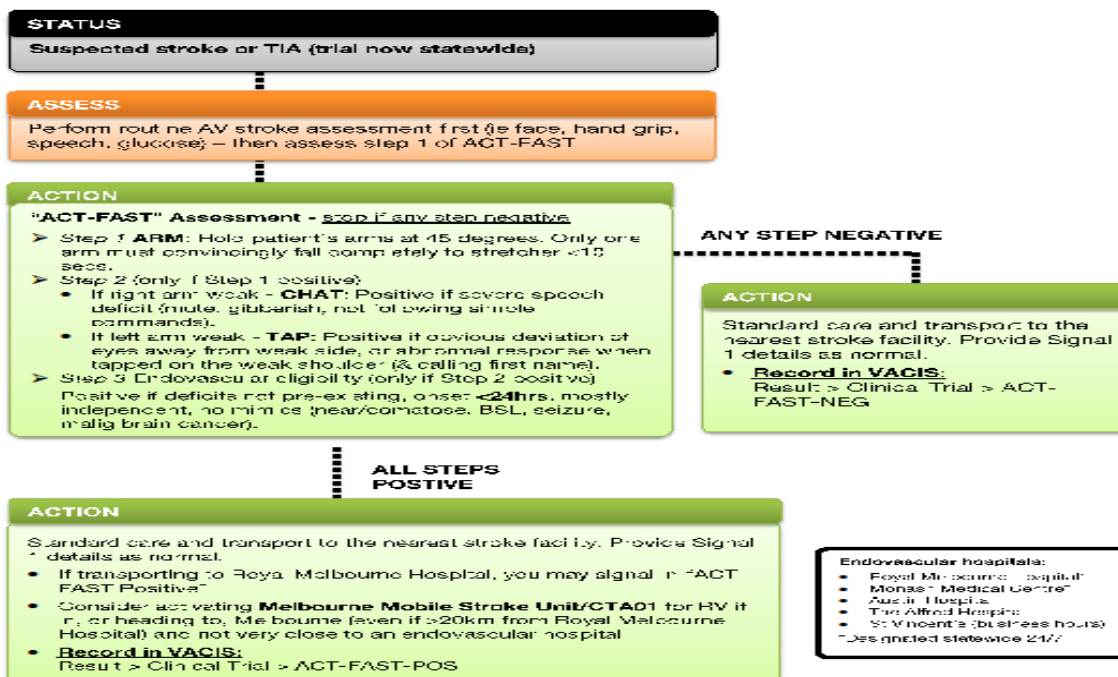 STATUS
Suspected stroke or TIA (trial now statewide)
ASSESS
Perform routine AV stroke assessment first (ie face, hand grip,
speech, glucose) – then assess step 1 of ACT-FAST
ACTION
"ACT-FAST" Assessment - stop if any step negative
➤ Step 1 ARM: Hold patient's arms at 45 degrees. Only one
arm must convincingly fall completely to stretcher <10
secs.
➤ Step 2 (only if Step 1 positive)
• If right arm weak - CHAT: Positive if severe speech
deficit (mute, gibberish, not following simple
commands).
• If left arm weak - TAP: Positive if obvious deviation of
eyes away from weak side, or abnormal response when
tapped on the weak shoulder (& calling first name).
➤ Step 3 Endovascular eligibility (only if Step 2 positive)
Positive if deficits not pre-existing, onset <24hrs, mostly
independent, no mimics (near/comatose, BSL, seizure,
malig brain cancer).
ANY STEP NEGATIVE
ACTION
Standard care and transport to the
nearest stroke facility. Provide Signal
1 details as normal.
• Record in VACIS:
Result > Clinical Trial > ACT-
FAST-NEG
ALL STEPS
POSTIVE
ACTION
Standard care and transport to the nearest stroke facility. Provide Signal
1 details as normal.
• If transporting to Royal Melbourne Hospital, you may signal in "ACT
FAST Positive"
• Consider activating Melbourne Mobile Stroke Unit/CTA01 for RV if
in, or heading to, Melbourne (even if >20km from Royal Melbourne
Hospital) and not very close to an endovascular hospital
• Record in VACIS:
Result > Clinical Trial > ACT-FAST-POS
Endovascular hospitals:
• Royal Melbourne Hospital*
• Monash Medical Centre*
• Austin Hospital
• The Alfred Hospital
• St Vincent's (business hours)
*Designated statewide 24/7